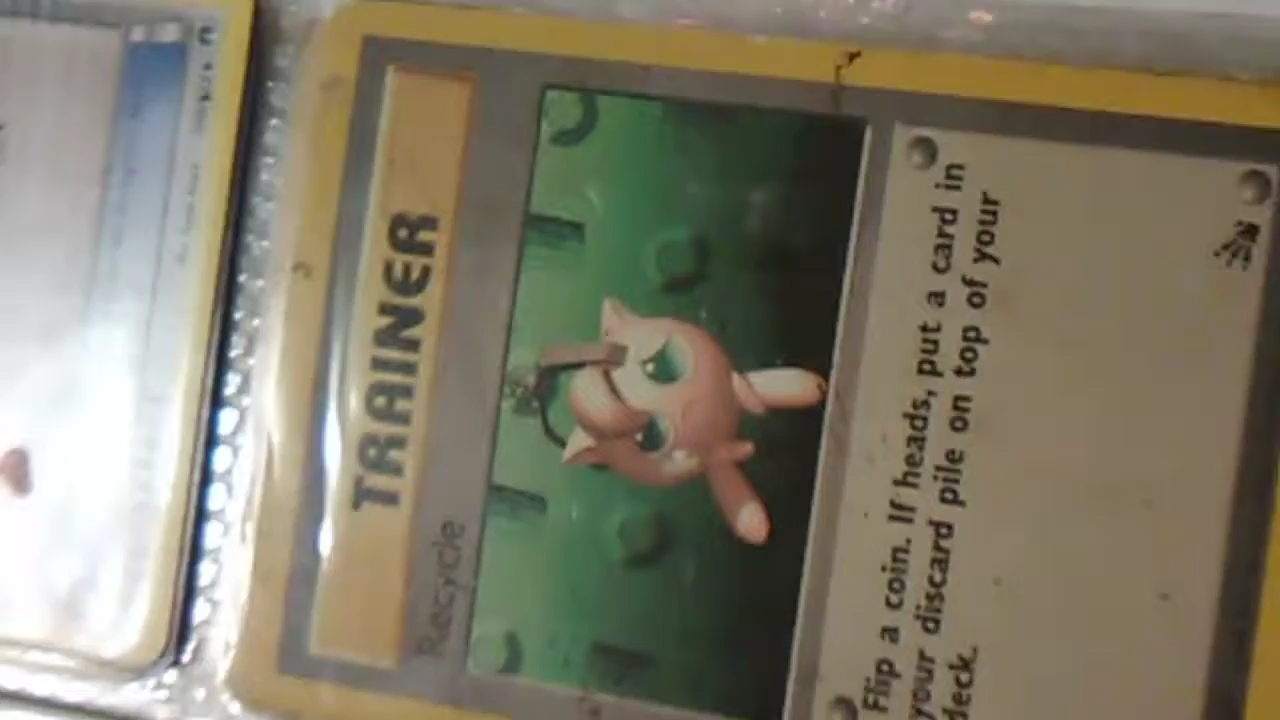 TRAINER
Recycle
Flip a coin. If heads, put a card in
your discard pile on top of your
deck.